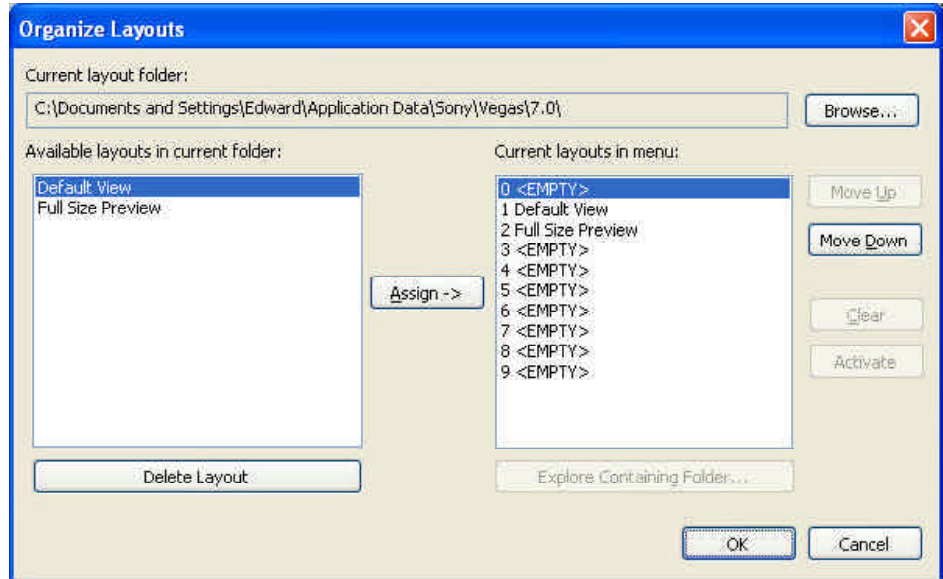 Organize Layouts
Current layout folder:
C:\Documents and Settings\Edward\Application Data\Sony\Vegas\7.0\
Browse...
Available layouts in current folder:
Default View
Full Size Preview
Assign ->
Delete Layout
Current layouts in menu:
0 <EMPTY>
1 Default View
2 Full Size Preview
3 <EMPTY>
4 <EMPTY>
5 <EMPTY>
6 <EMPTY>
7 <EMPTY>
8 <EMPTY>
9 <EMPTY>
Explore Containing Folder...
Move Up
Move Down
Clear
Activate
OK
Cancel